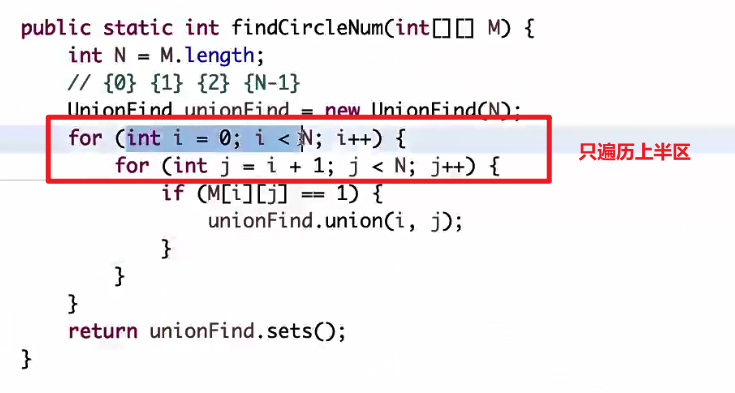 public static int findCircleNum(int[][] M) {
int N = M.length;
// {0} {1} {2} {N-1}
UnionFind unionFind = new UnionFind(N);
for (int i = 0; i < N; i++) {
for (int j = i + 1; j < N; j++) {
只遍历上半区
if (M[i][j] == 1) {
unionFind.union(i, j);
}
}
}
return unionFind.sets();
}